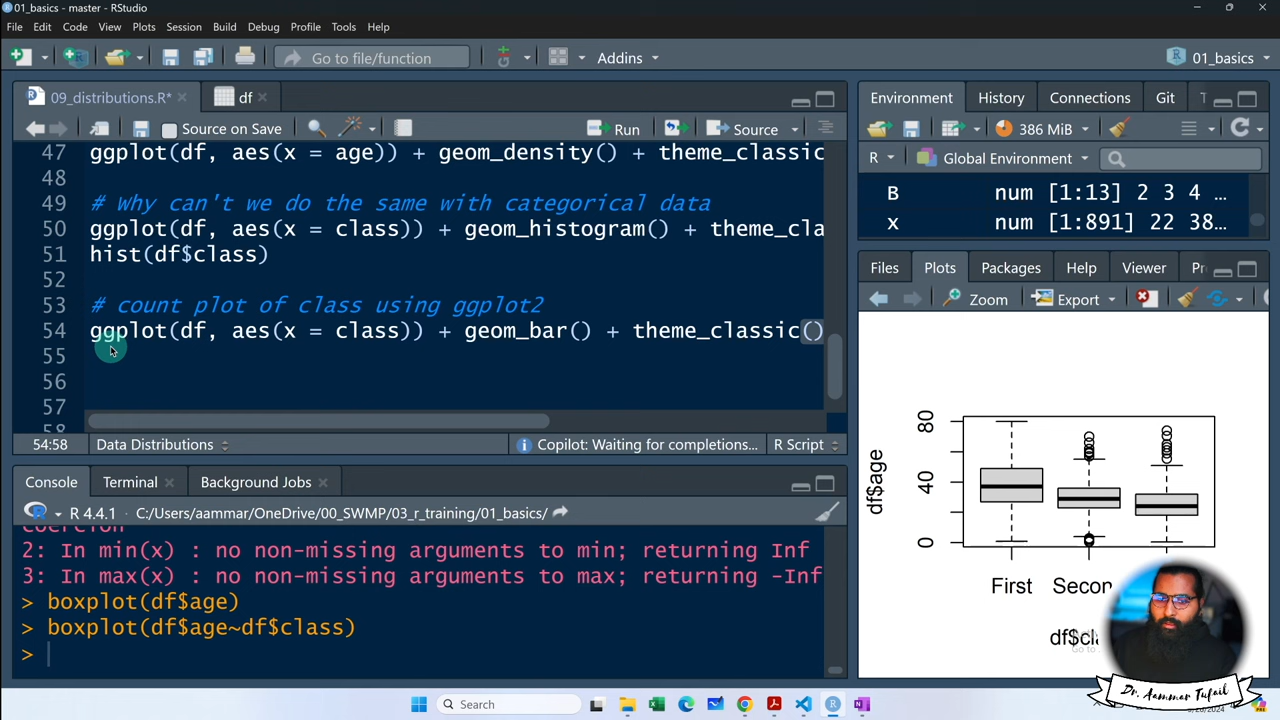 01_basics - master - RStudio
File Edit Code View Plots Session Build Debug Profile Tools Help
Go to file/function
Addins
01_basics
09_distributions.R*
df
Source on Save
Run
Source
47 ggplot(df, aes(x = age)) + geom_density() + theme_classic
48
49 # Why can't we do the same with categorical data
50 ggplot(df, aes(x = class)) + geom_histogram() + theme_cla
51 hist(df$class)
52
53 # count plot of class using ggplot2
54 ggplot(df, aes(x = class)) + geom_bar() + theme_classic()
55
56
57
58
54:58 Data Distributions
Copilot: Waiting for completions...
R Script
Console Terminal Background Jobs
R 4.4.1 · C:/Users/aammar/OneDrive/00_SWMP/03_r_training/01_basics/
coercion
2: In min(x) : no non-missing arguments to min; returning Inf
3: In max(x) : no non-missing arguments to max; returning -Inf
> boxplot(df$age)
> boxplot(df$age~df$class)
>
Environment History Connections Git T
386 MiB
R Global Environment
B num [1:13] 2 3 4 ...
x num [1:891] 22 38...
Files Plots Packages Help Viewer Pr
Zoom Export
df$age
0 40 80
First Secon
df$cla
Dr. Aammar Tufail
Search